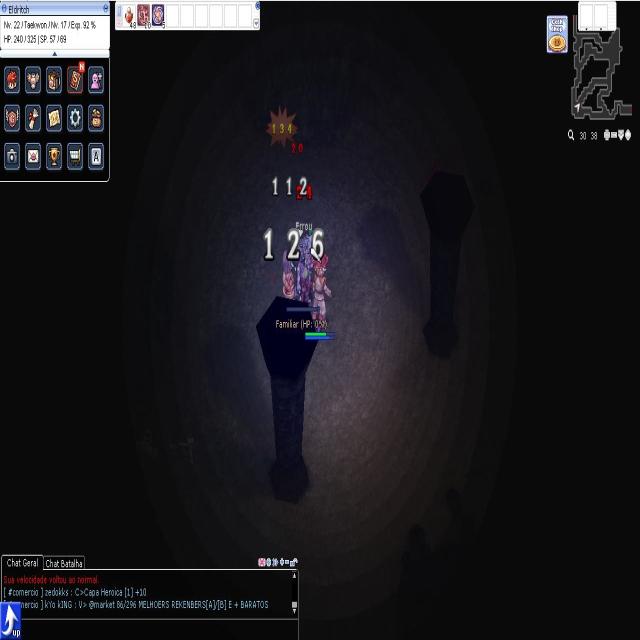 Eldritch
Nv. 22 / Taekwon / Nv. 17 / Exp. 92 %
HP. 240 / 325 | SP. 57 / 69
N
A
30 38
134
20
112
24
Errou
126
Familiar (HP:
Chat Geral
Chat Batalha
Sua velocidade voltou ao normal.
[ #comercio ] zedokks : C>Capa Heroica [1] +10
comercio ] kYo kING : V> @market 86/296 MELHOERS REKENBERS[A]/[B] E + BARATOS
up